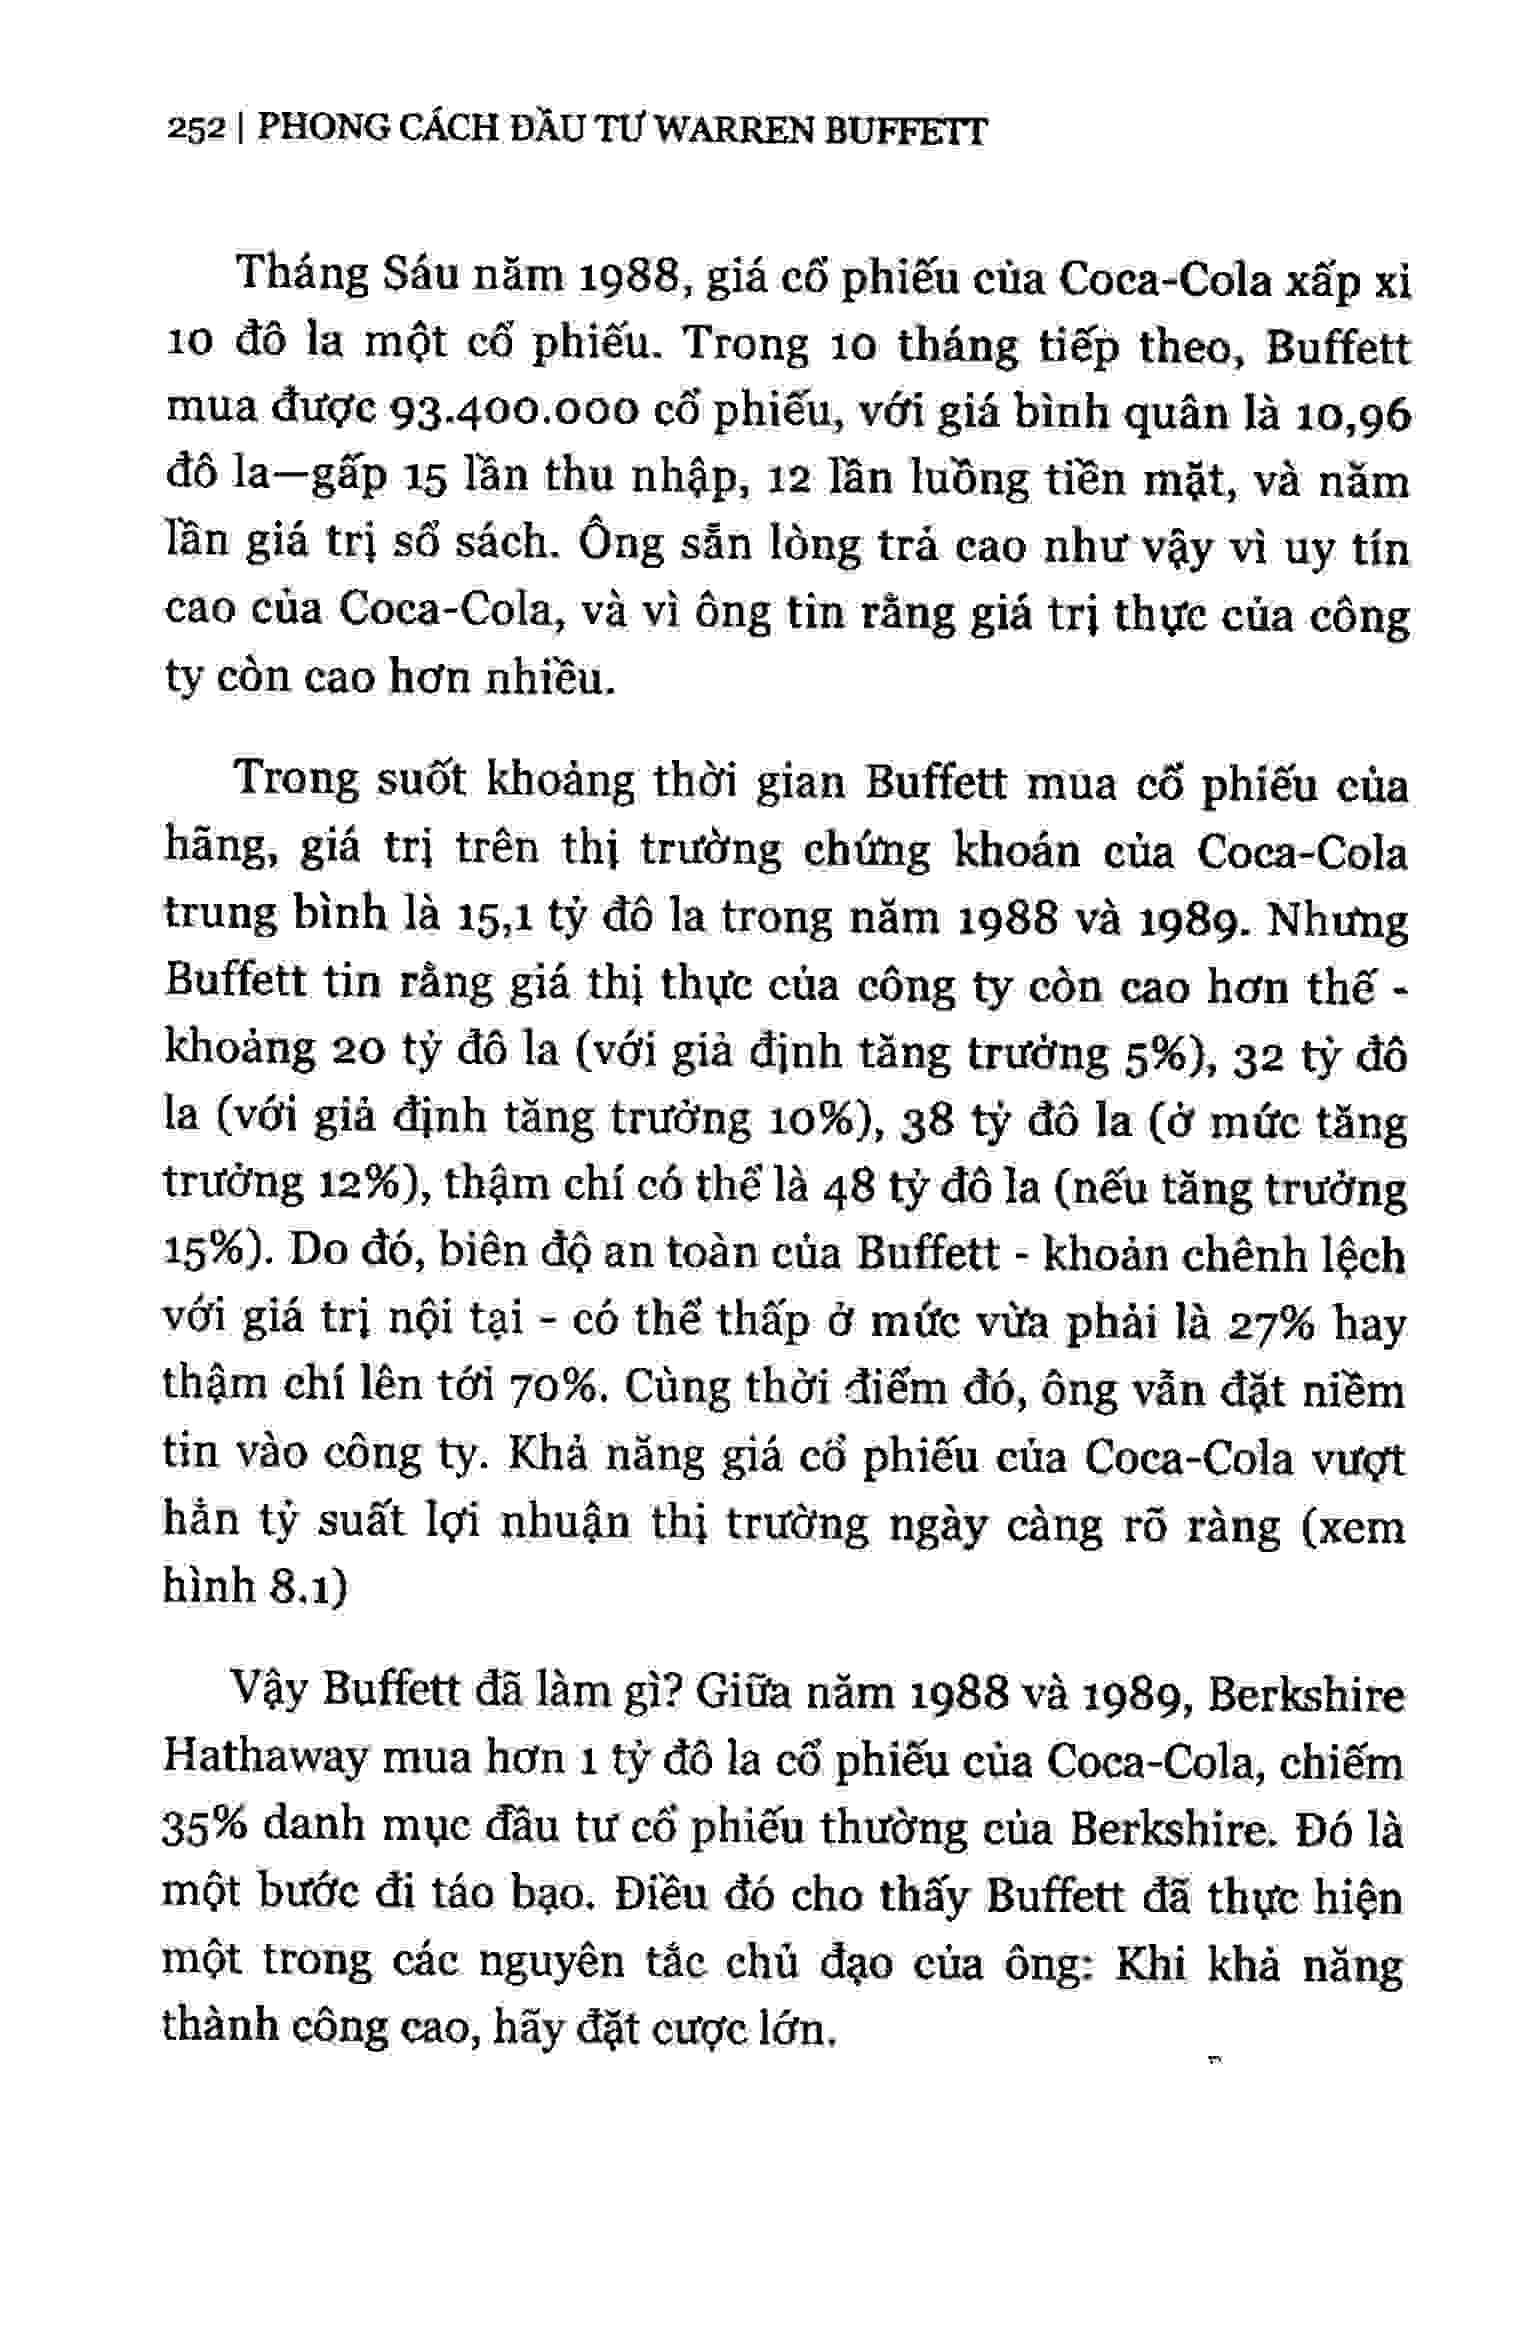 252 | PHONG CÁCH ĐẦU TƯ WARREN BUFFETT
Tháng Sáu năm 1988, giá cổ phiếu của Coca-Cola xấp xỉ
10 đô la một cổ phiếu. Trong 10 tháng tiếp theo, Buffett
mua được 93.400.000 cổ phiếu, với giá bình quân là 10,96
đô la—gấp 15 lần thu nhập, 12 lần luồng tiền mặt, và năm
lần giá trị sổ sách. Ông sẵn lòng trả cao như vậy vì uy tín
cao của Coca-Cola, và vì ông tin rằng giá trị thực của công
ty còn cao hơn nhiều.
Trong suốt khoảng thời gian Buffett mua cổ phiếu của
hãng, giá trị trên thị trường chứng khoán của Coca-Cola
trung bình là 15,1 tỷ đô la trong năm 1988 và 1989. Nhưng
Buffett tin rằng giá thị thực của công ty còn cao hơn thế -
khoảng 20 tỷ đô la (với giả định tăng trưởng 5%), 32 tỷ đô
la (với giả định tăng trưởng 10%), 38 tỷ đô la (ở mức tăng
trưởng 12%), thậm chí có thể là 48 tỷ đô la (nếu tăng trưởng
15%). Do đó, biên độ an toàn của Buffett - khoản chênh lệch
với giá trị nội tại - có thể thấp ở mức vừa phải là 27% hay
thậm chí lên tới 70%. Cùng thời điểm đó, ông vẫn đặt niềm
tin vào công ty. Khả năng giá cổ phiếu của Coca-Cola vượt
hẳn tỷ suất lợi nhuận thị trường ngày càng rõ ràng (xem
hình 8.1)
Vậy Buffett đã làm gì? Giữa năm 1988 và 1989, Berkshire
Hathaway mua hơn 1 tỷ đô la cổ phiếu của Coca-Cola, chiếm
35% danh mục đầu tư cổ phiếu thường của Berkshire. Đó là
một bước đi táo bạo. Điều đó cho thấy Buffett đã thực hiện
một trong các nguyên tắc chủ đạo của ông: Khi khả năng
thành công cao, hãy đặt cược lớn.